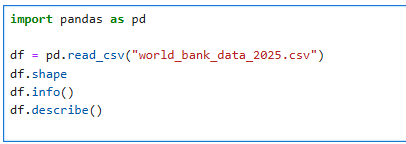 import pandas as pd
df = pd.read_csv("world_bank_data_2025.csv")
df.shape
df.info()
df.describe()